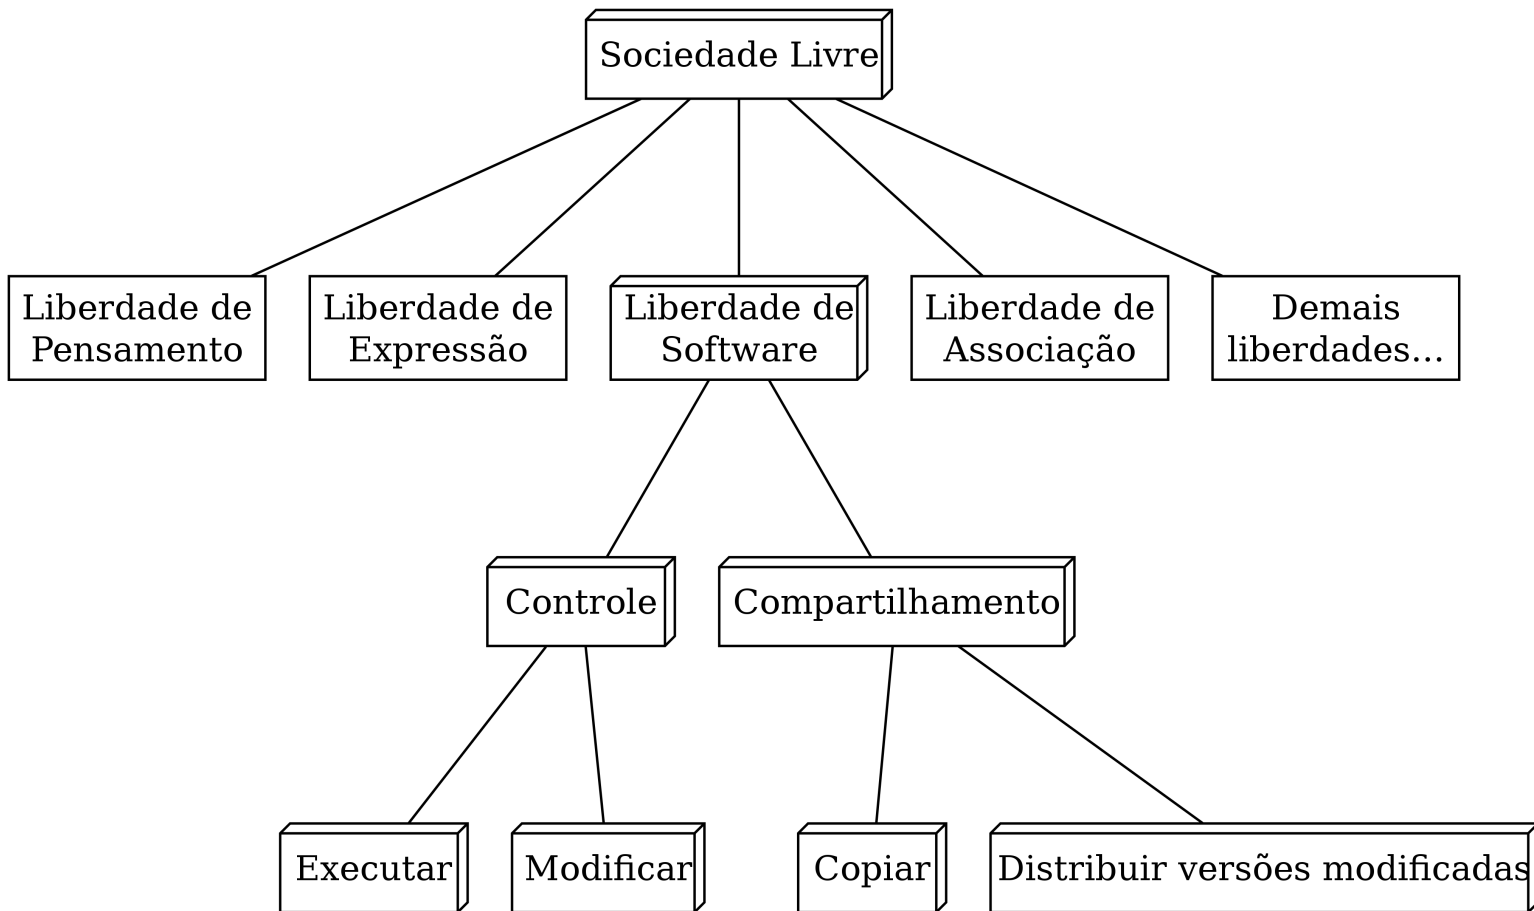 Sociedade Livre
Liberdade de
Pensamento
Liberdade de
Expressão
Liberdade de
Software
Liberdade de
Associação
Demais
liberdades...
Controle
Compartilhamento
Executar
Modificar
Copiar
Distribuir versões modificadas